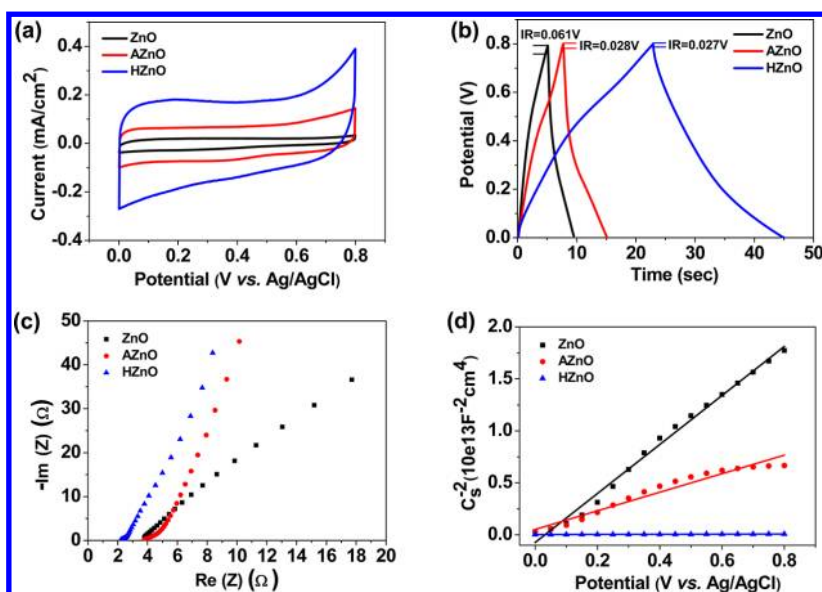 (a)
ZnO
AZnO
HZnO
Current (mA/cm²)
0.4
0.2
0.0
-0.2
-0.4
0.0 0.2 0.4 0.6 0.8
Potential (V vs. Ag/AgCl)
(b)
IR=0.061V
IR=0.028V
IR=0.027V
ZnO
AZnO
HZnO
Potential (V)
0.8
0.6
0.4
0.2
0.0
0 10 20 30 40 50
Time (sec)
(c)
ZnO
AZnO
HZnO
-Im (Z) (Ω)
50
40
30
20
10
0
0 2 4 6 8 10 12 14 16 18 20
Re (Z) (Ω)
(d)
ZnO
AZnO
HZnO
Cs⁻²(10e13F⁻²cm⁴)
2.0
1.5
1.0
0.5
0.0
0.0 0.2 0.4 0.6 0.8
Potential (V vs. Ag/AgCl)